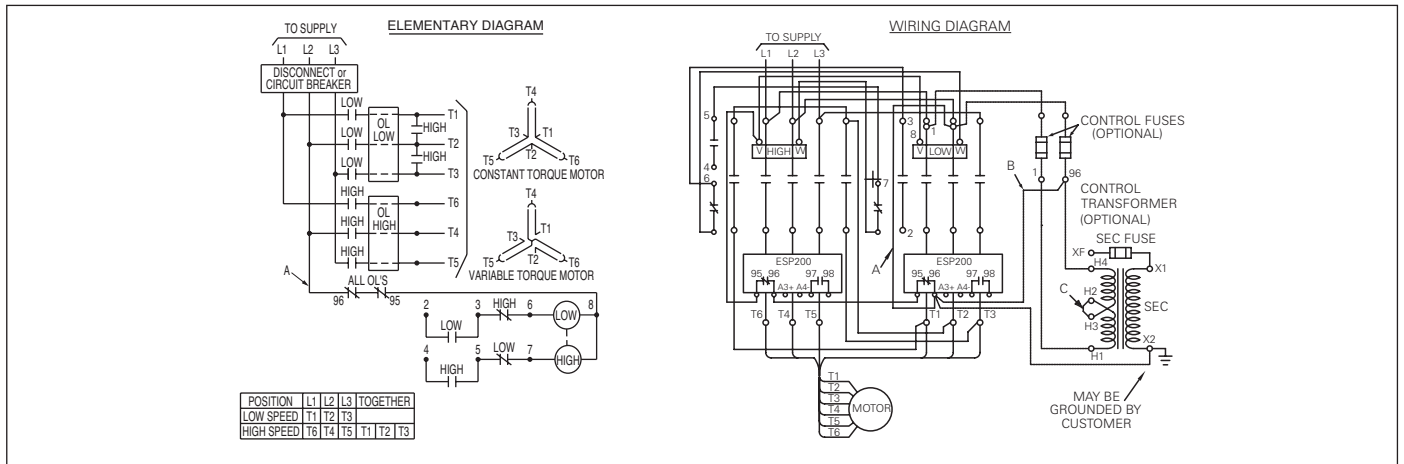 ELEMENTARY DIAGRAM
TO SUPPLY
L1 L2 L3
DISCONNECT or
CIRCUIT BREAKER
LOW
OL
LOW
T1
HIGH
LOW
T2
HIGH
LOW
T3
HIGH
T6
OL
HIGH
HIGH
T4
HIGH
T5
A
ALL OL'S
96 95
2 3 HIGH 6 LOW 8
LOW
4 5 LOW 7 HIGH
HIGH
T4
T3 T1
T2
T5 T6
CONSTANT TORQUE MOTOR
T4
T1
T3
T2
T5 T6
VARIABLE TORQUE MOTOR
POSITION L1 L2 L3 TOGETHER
LOW SPEED T1 T2 T3
HIGH SPEED T6 T4 T5 T1 T2 T3
WIRING DIAGRAM
TO SUPPLY
L1 L2 L3
5 3 1
8
V HIGH W
V LOW W
4
6
7
2
A
ESP200
95 96 97 98
A3+ A4-
ESP200
95 96 97 98
A3+ A4-
T6 T4 T5
T1 T2 T3
T1
T2
T3
T4
T5
T6
MOTOR
CONTROL FUSES
(OPTIONAL)
B
1 96
CONTROL
TRANSFORMER
(OPTIONAL)
SEC FUSE
XF
H4 X1
H2
C
SEC
H3
H1 X2
MAY BE
GROUNDED BY
CUSTOMER